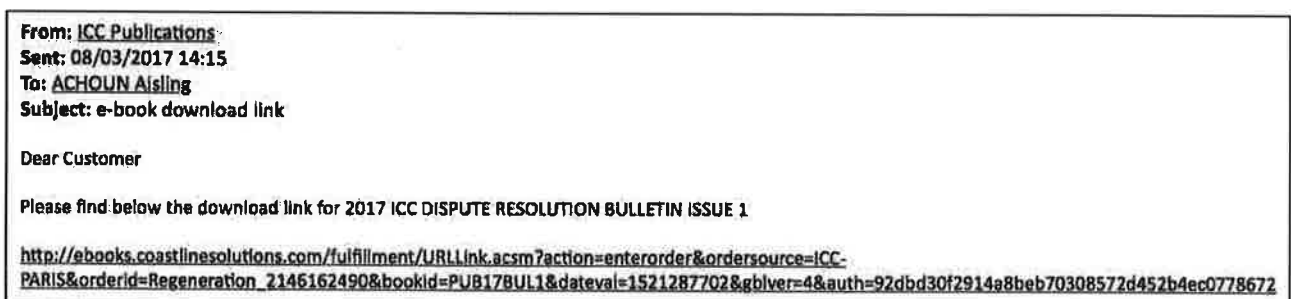 From: ICC Publications
Sent: 08/03/2017 14:15
To: ACHOUN Aisling
Subject: e-book download link
Dear Customer
Please find below the download link for 2017 ICC DISPUTE RESOLUTION BULLETIN ISSUE 1
http://ebooks.coastlinesolutions.com/fulfillment/URLLink.acsm?action=enterorder&ordersource=ICC-
PARIS&orderid=Regeneration_2146162490&bookid=PUB17BUL1&dateval=1521287702&gblver=4&auth=92dbd30f2914a8beb70308572d452b4ec0778672